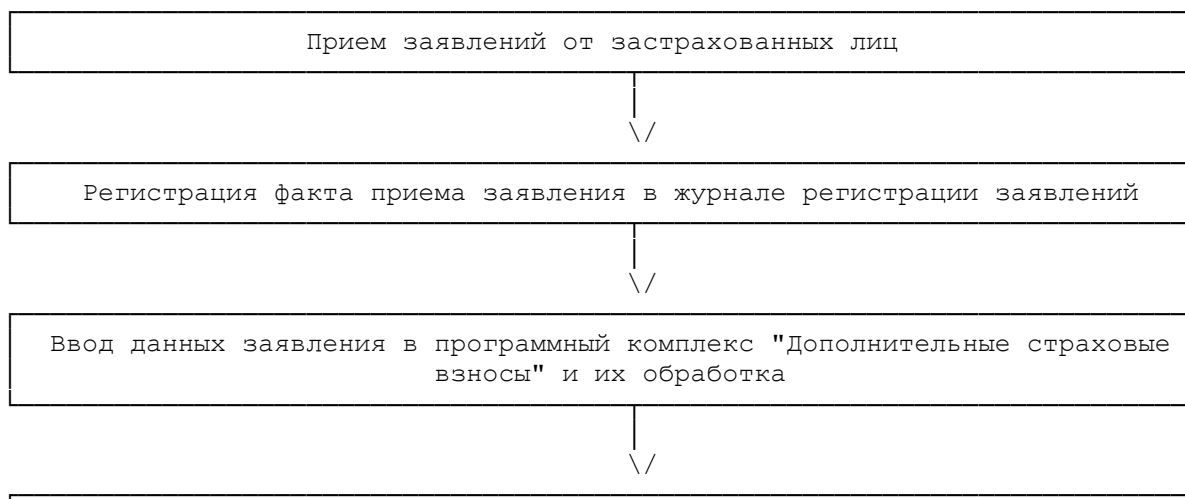 Прием заявлений от застрахованных лиц
Регистрация факта приема заявления в журнале регистрации заявлений
Ввод данных заявления в программный комплекс "Дополнительные страховые
взносы" и их обработка